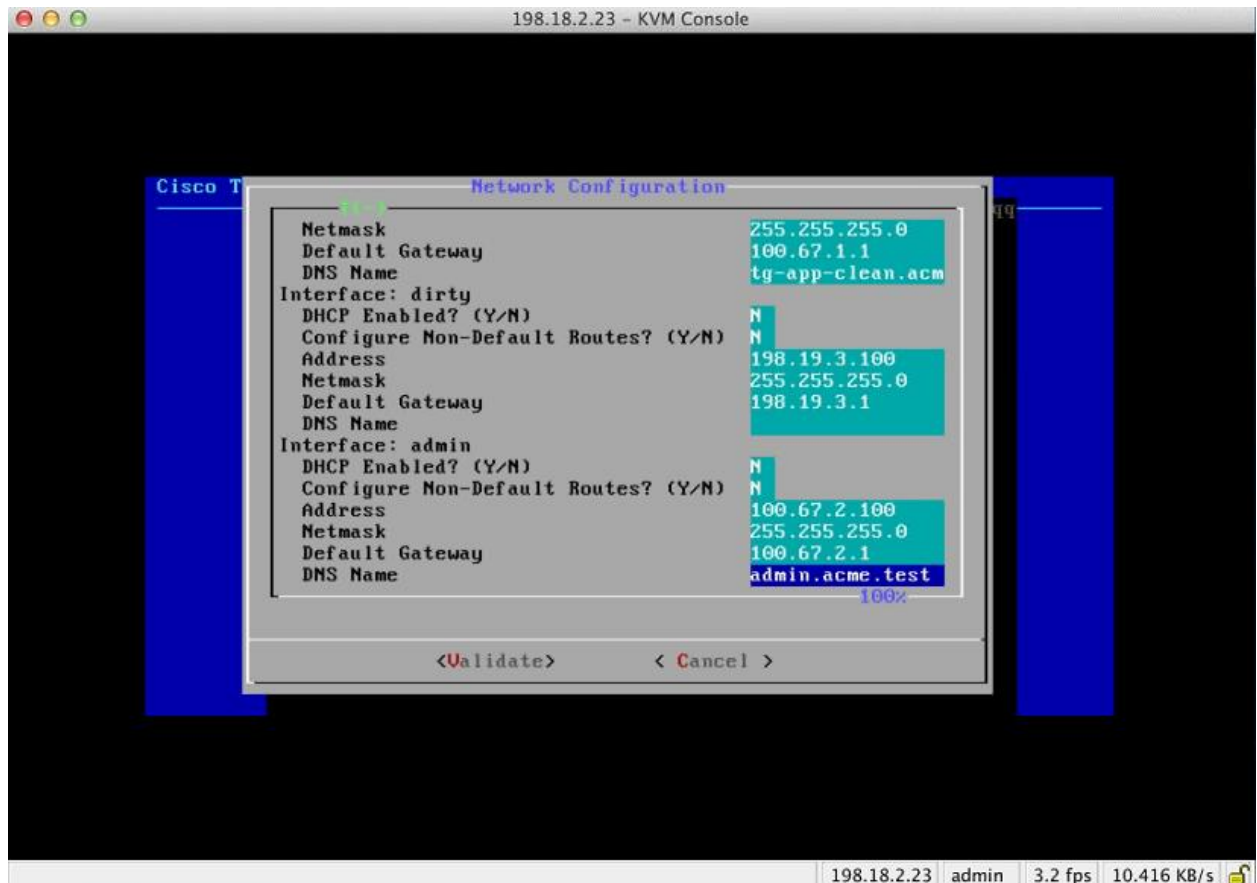 198.18.2.23 – KVM Console
Cisco T
Network Configuration
qq
Netmask 255.255.255.0
Default Gateway 100.67.1.1
DNS Name tg-app-clean.acm
Interface: dirty
DHCP Enabled? (Y/N) N
Configure Non-Default Routes? (Y/N) N
Address 198.19.3.100
Netmask 255.255.255.0
Default Gateway 198.19.3.1
DNS Name
Interface: admin
DHCP Enabled? (Y/N) N
Configure Non-Default Routes? (Y/N) N
Address 100.67.2.100
Netmask 255.255.255.0
Default Gateway 100.67.2.1
DNS Name admin.acme.test
100%
<Validate> < Cancel >
198.18.2.23 admin 3.2 fps 10.416 KB/s